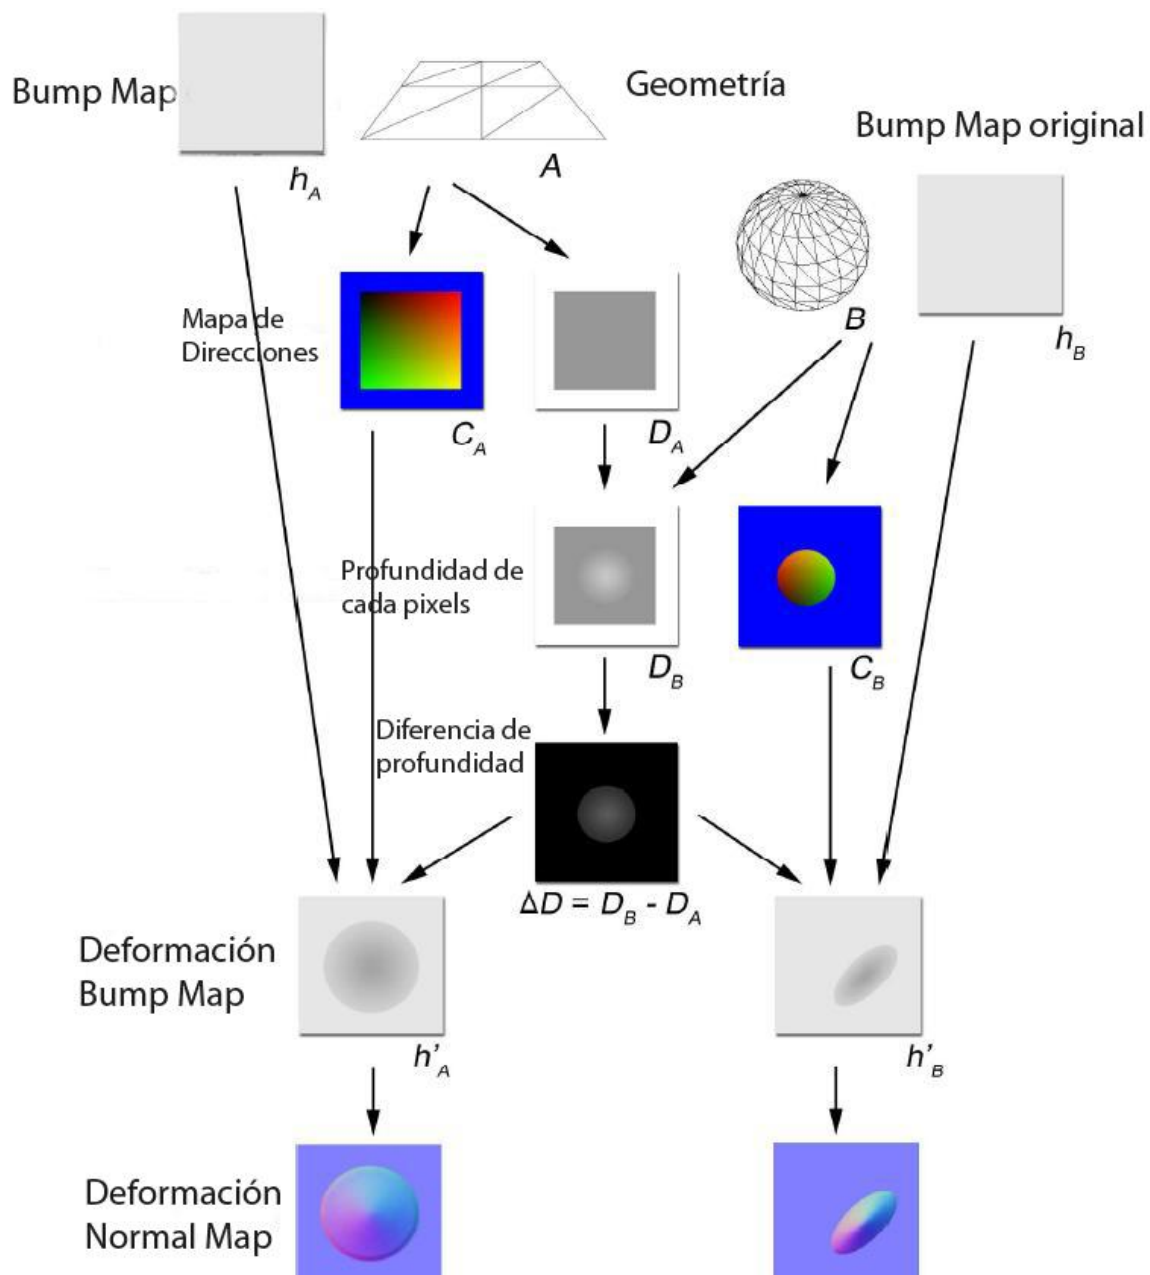 Bump Map
Geometría
Bump Map original
A
h_A
B
h_B
Mapa de
Direcciones
C_A
D_A
Profundidad de
cada pixels
D_B
C_B
Diferencia de
profundidad
ΔD = D_B - D_A
Deformación
Bump Map
h'_A
h'_B
Deformación
Normal Map